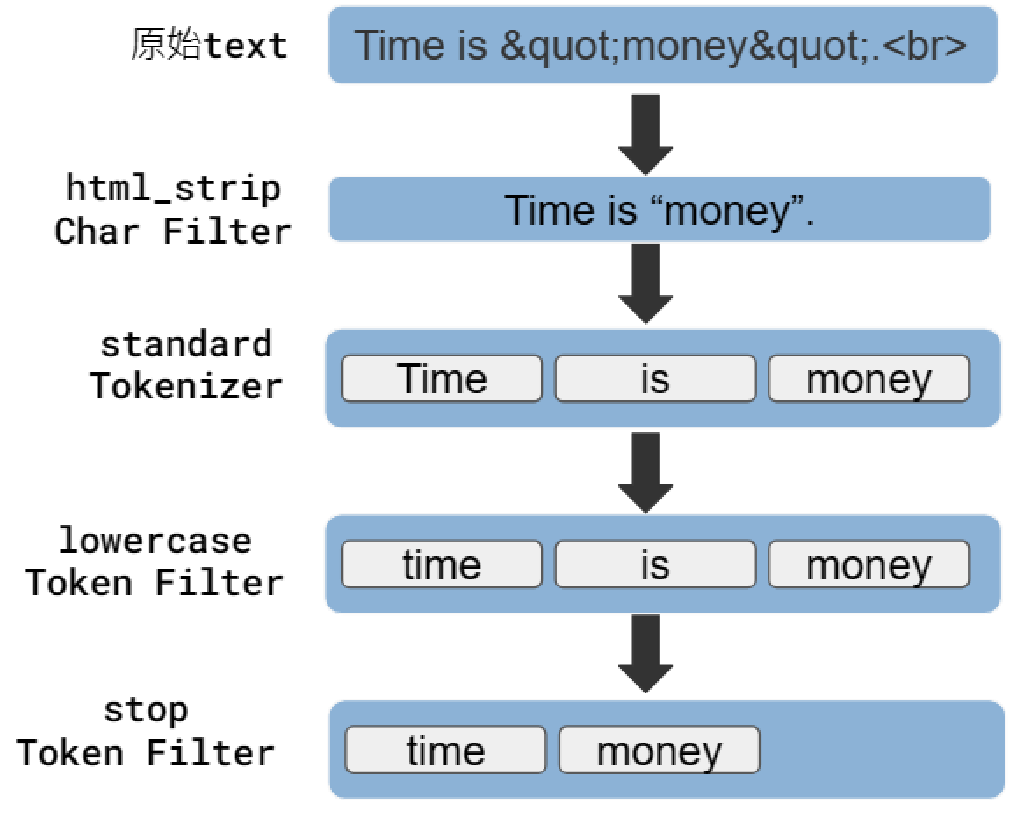 原始text
Time is &quot;money&quot;.<br>
html_strip
Char Filter
Time is “money”.
standard
Tokenizer
Time is money
lowercase
Token Filter
time is money
stop
Token Filter
time money